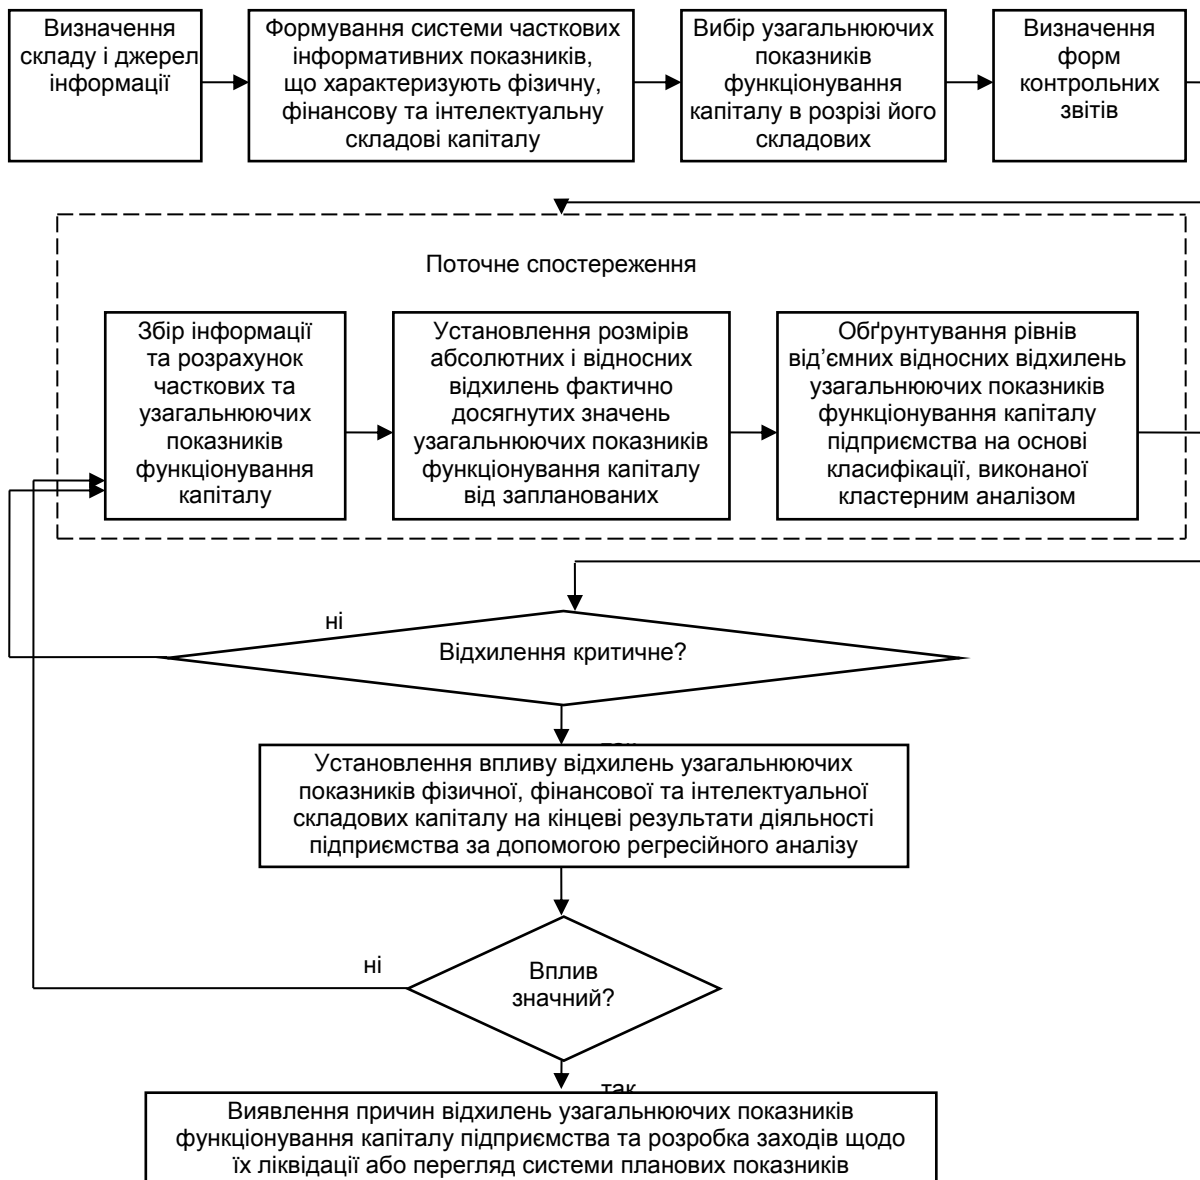 Визначення
складу і джерел
інформації
Формування системи часткових
інформативних показників,
що характеризують фізичну,
фінансову та інтелектуальну
складові капіталу
Вибір узагальнюючих
показників
функціонування
капіталу в розрізі його
складових
Визначення
форм
контрольних
звітів
Поточне спостереження
Збір інформації
та розрахунок
часткових та
узагальнюючих
показників
функціонування
капіталу
Установлення розмірів
абсолютних і відносних
відхилень фактично
досягнутих значень
узагальнюючих показників
функціонування капіталу
від запланованих
Обґрунтування рівнів
від’ємних відносних відхилень
узагальнюючих показників
функціонування капіталу
підприємства на основі
класифікації, виконаної
кластерним аналізом
ні
Відхилення критичне?
Установлення впливу відхилень узагальнюючих
показників фізичної, фінансової та інтелектуальної
складових капіталу на кінцеві результати діяльності
підприємства за допомогою регресійного аналізу
ні
Вплив
значний?
так
Виявлення причин відхилень узагальнюючих показників
функціонування капіталу підприємства та розробка заходів щодо
їх ліквідації або перегляд системи планових показників